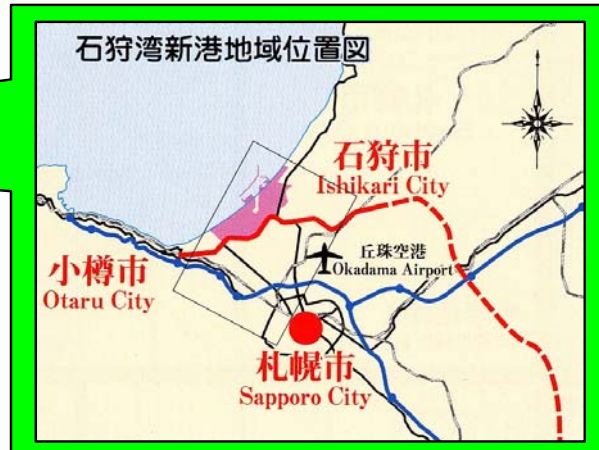 石狩湾新港地域位置図
石狩市
Ishikari City
丘珠空港
Okadama Airport
小樽市
Otaru City
札幌市
Sapporo City